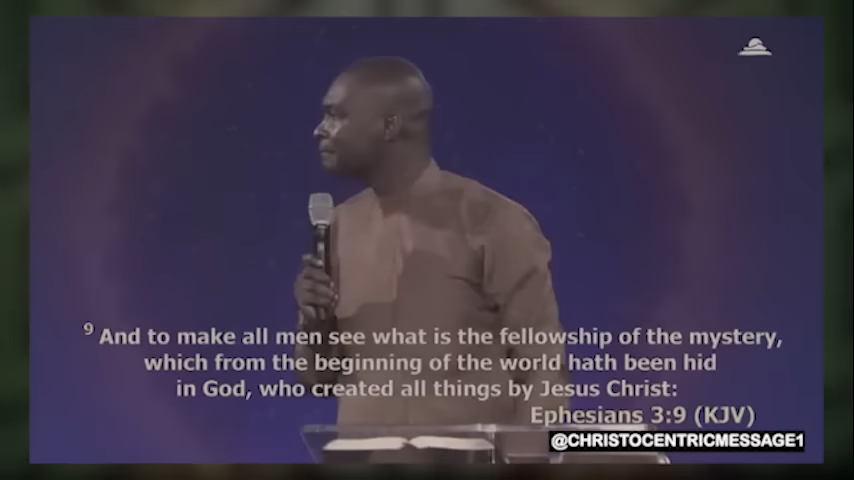 9 And to make all men see what is the fellowship of the mystery,
which from the beginning of the world hath been hid
in God, who created all things by Jesus Christ:
Ephesians 3:9 (KJV)
@CHRISTOCENTRICMESSAGE1